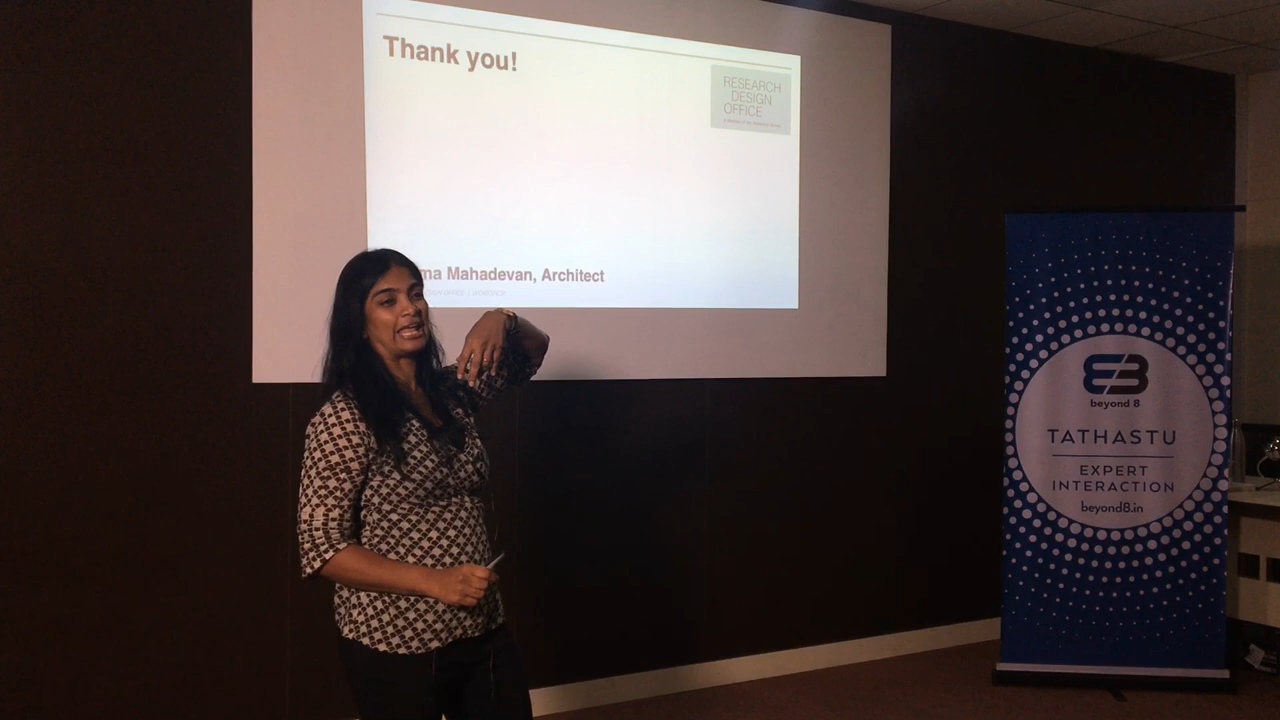 Thank you!
RESEARCH
DESIGN
OFFICE
ma Mahadevan, Architect
beyond 8
TATHASTU
EXPERT
INTERACTION
beyond8.in